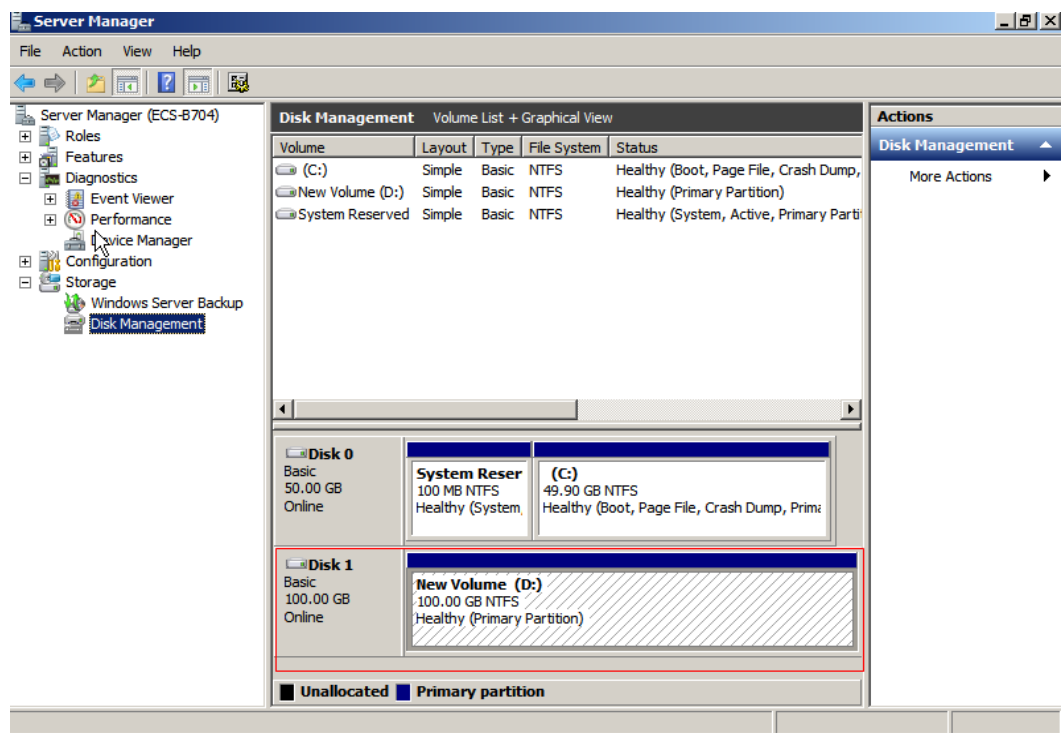 Server Manager
File Action View Help
Server Manager (ECS-B704)
Roles
Features
Diagnostics
Event Viewer
Performance
Device Manager
Configuration
Storage
Windows Server Backup
Disk Management
Disk Management Volume List + Graphical View
Volume Layout Type File System Status
(C:) Simple Basic NTFS Healthy (Boot, Page File, Crash Dump,
New Volume (D:) Simple Basic NTFS Healthy (Primary Partition)
System Reserved Simple Basic NTFS Healthy (System, Active, Primary Parti
Disk 0
Basic
50.00 GB
Online
System Reser
100 MB NTFS
Healthy (System,
(C:)
49.90 GB NTFS
Healthy (Boot, Page File, Crash Dump, Prima
Disk 1
Basic
100.00 GB
Online
New Volume (D:)
100.00 GB NTFS
Healthy (Primary Partition)
Unallocated Primary partition
Actions
Disk Management
More Actions